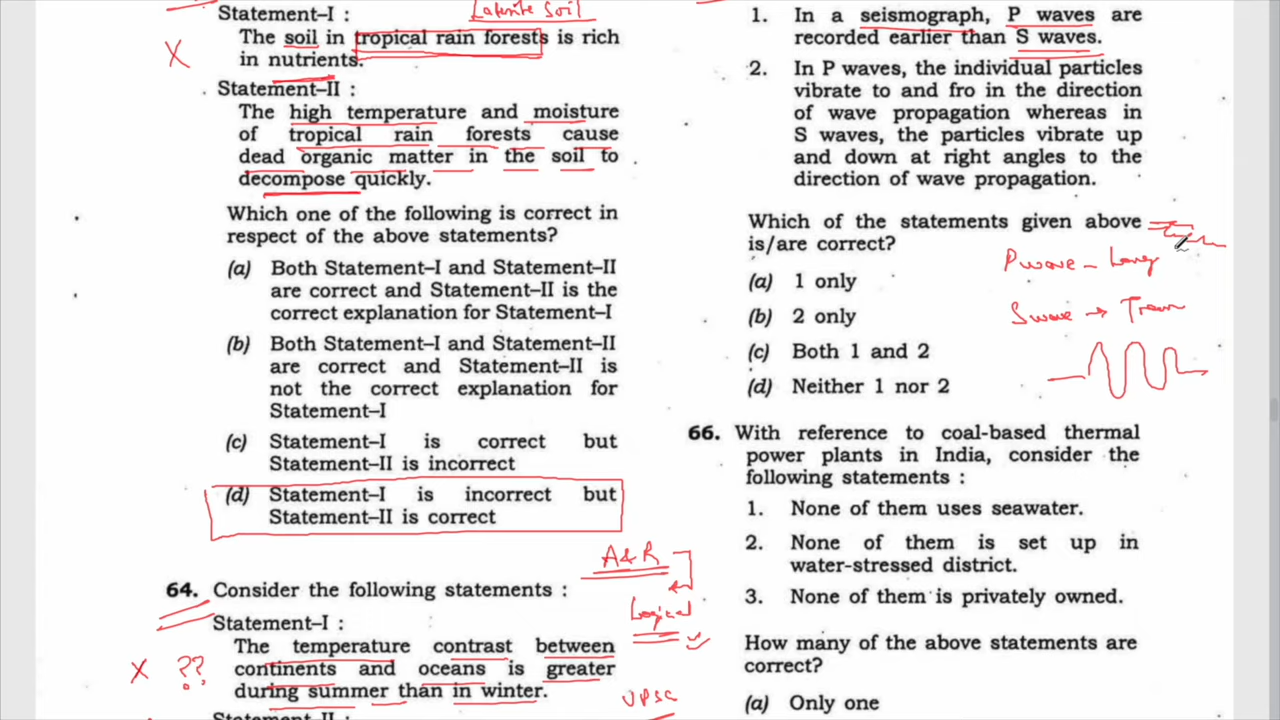 Statement–I :
Laterite Soil
The soil in tropical rain forests is rich
in nutrients.
X
Statement–II :
The high temperature and moisture
of tropical rain forests cause
dead organic matter in the soil to
decompose quickly.
Which one of the following is correct in
respect of the above statements?
(a) Both Statement–I and Statement–II
are correct and Statement–II is the
correct explanation for Statement–I
(b) Both Statement–I and Statement–II
are correct and Statement–II is
not the correct explanation for
Statement–I
(c) Statement–I is correct but
Statement–II is incorrect
(d) Statement–I is incorrect but
Statement–II is correct
A&R
Logical
64. Consider the following statements :
Statement–I :
The temperature contrast between
continents and oceans is greater
during summer than in winter.
X ??
UPSC
Statement–II :
1. In a seismograph, P waves are
recorded earlier than S waves.
2. In P waves, the individual particles
vibrate to and fro in the direction
of wave propagation whereas in
S waves, the particles vibrate up
and down at right angles to the
direction of wave propagation.
Which of the statements given above
is/are correct?
(a) 1 only
(b) 2 only
(c) Both 1 and 2
(d) Neither 1 nor 2
P wave –
S wave →
66. With reference to coal-based thermal
power plants in India, consider the
following statements :
1. None of them uses seawater.
2. None of them is set up in
water-stressed district.
3. None of them is privately owned.
How many of the above statements are
correct?
(a) Only one